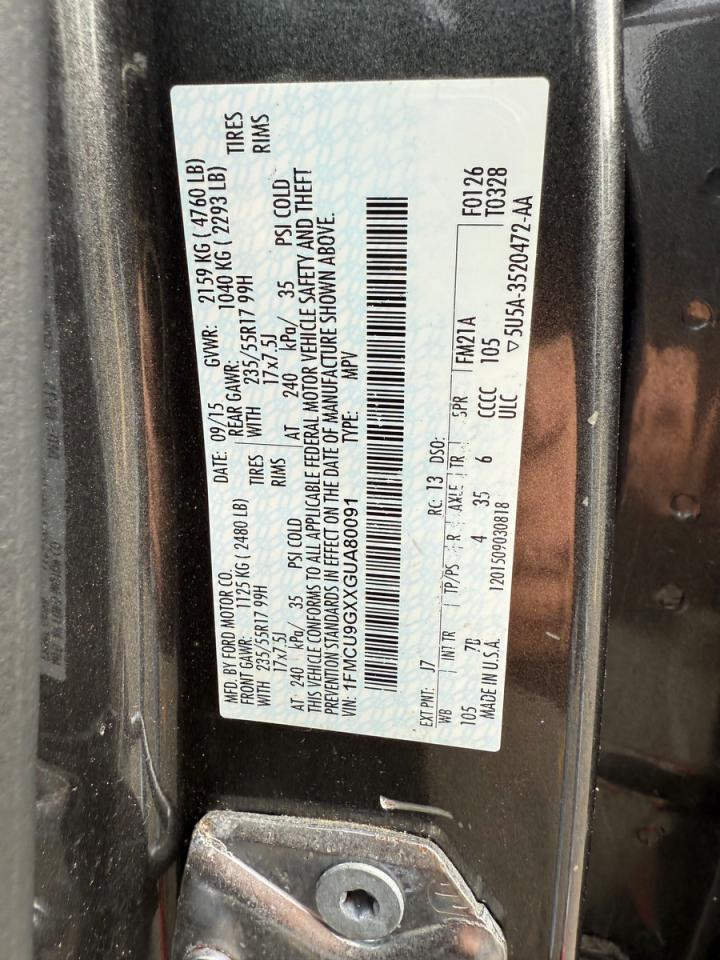 MFD. BY FORD MOTOR CO.
DATE: 09/15 GVWR: 2159 KG ( 4760 LB)
FRONT GAWR: 1125 KG ( 2480 LB) REAR GAWR: 1040 KG ( 2293 LB)
WITH 235/55R17 99H TIRES WITH 235/55R17 99H TIRES
17x7.5J RIMS 17x7.5J RIMS
AT 240 kPa/ 35 PSI COLD AT 240 kPa/ 35 PSI COLD
THIS VEHICLE CONFORMS TO ALL APPLICABLE FEDERAL MOTOR VEHICLE SAFETY AND THEFT
PREVENTION STANDARDS IN EFFECT ON THE DATE OF MANUFACTURE SHOWN ABOVE.
VIN: 1FMCU9GXXGUA80091 TYPE: MPV
EXT PNT: J7 RC: 13 DSO: F0126
WB INT TR TP/PS R AXLE TR SPR FM21A T0328
105 7B 4 35 6 CCCC 105
MADE IN U.S.A. 1201509030818 ULC ▽5U5A-3520472-AA